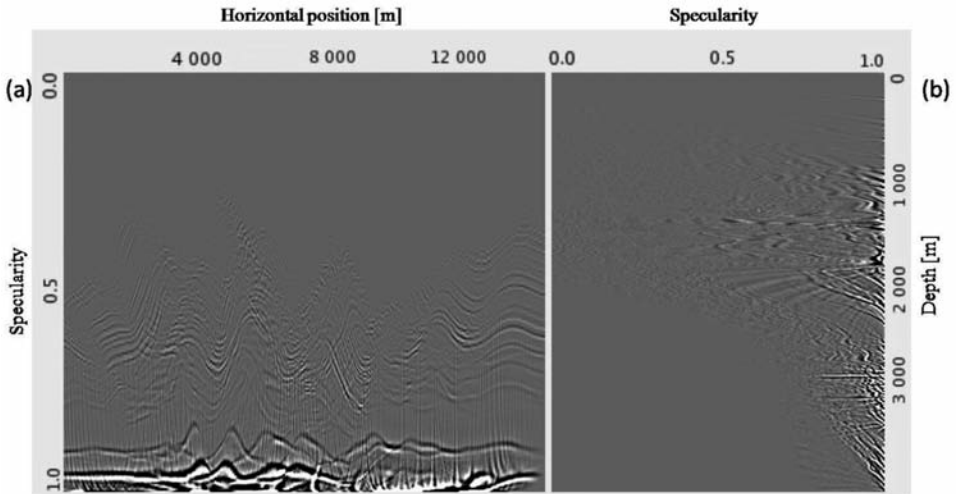 Horizontal position [m]
Specularity
4 000 8 000 12 000
0.0 0.5 1.0
(a)
(b)
0.0
0.5
1.0
Specularity
0
1 000
2 000
3 000
Depth [m]